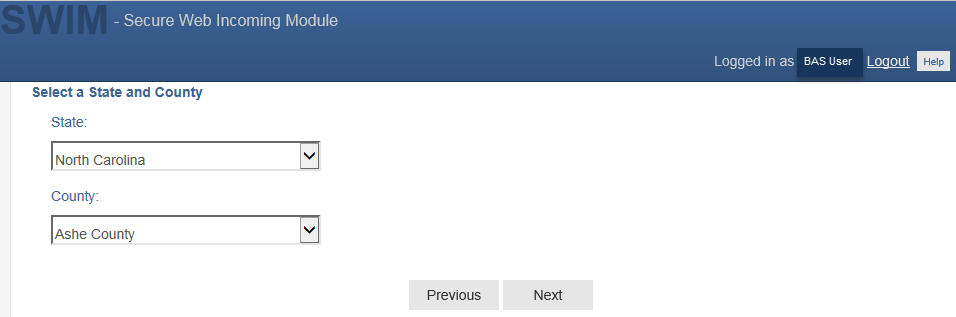 SWIM - Secure Web Incoming Module
Logged in as BAS User Logout Help
Select a State and County
State:
North Carolina
County:
Ashe County
Previous Next